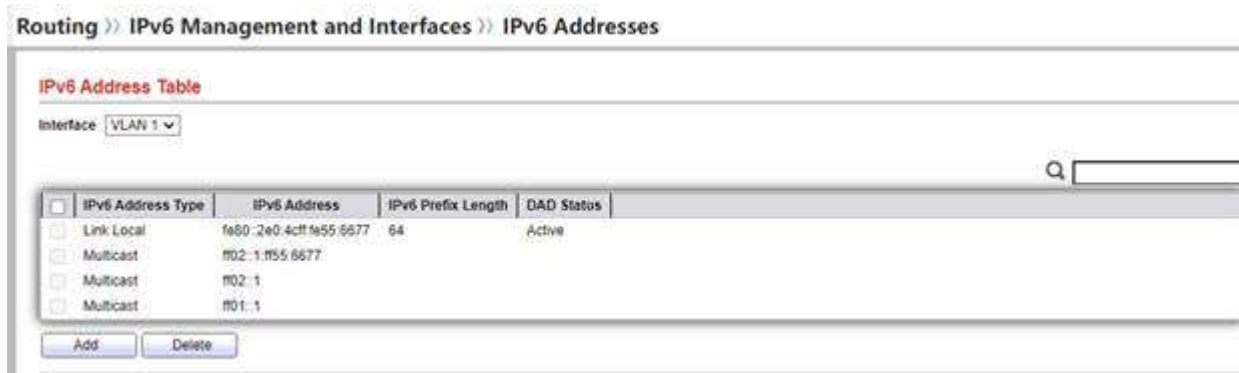 Routing 》 IPv6 Management and Interfaces 》 IPv6 Addresses
IPv6 Address Table
Interface VLAN 1
IPv6 Address Type IPv6 Address IPv6 Prefix Length DAD Status
Link Local fe80::2e0:4cff:fe55:6677 64 Active
Multicast ff02::1:ff55:6677
Multicast ff02::1
Multicast ff01::1
Add Delete